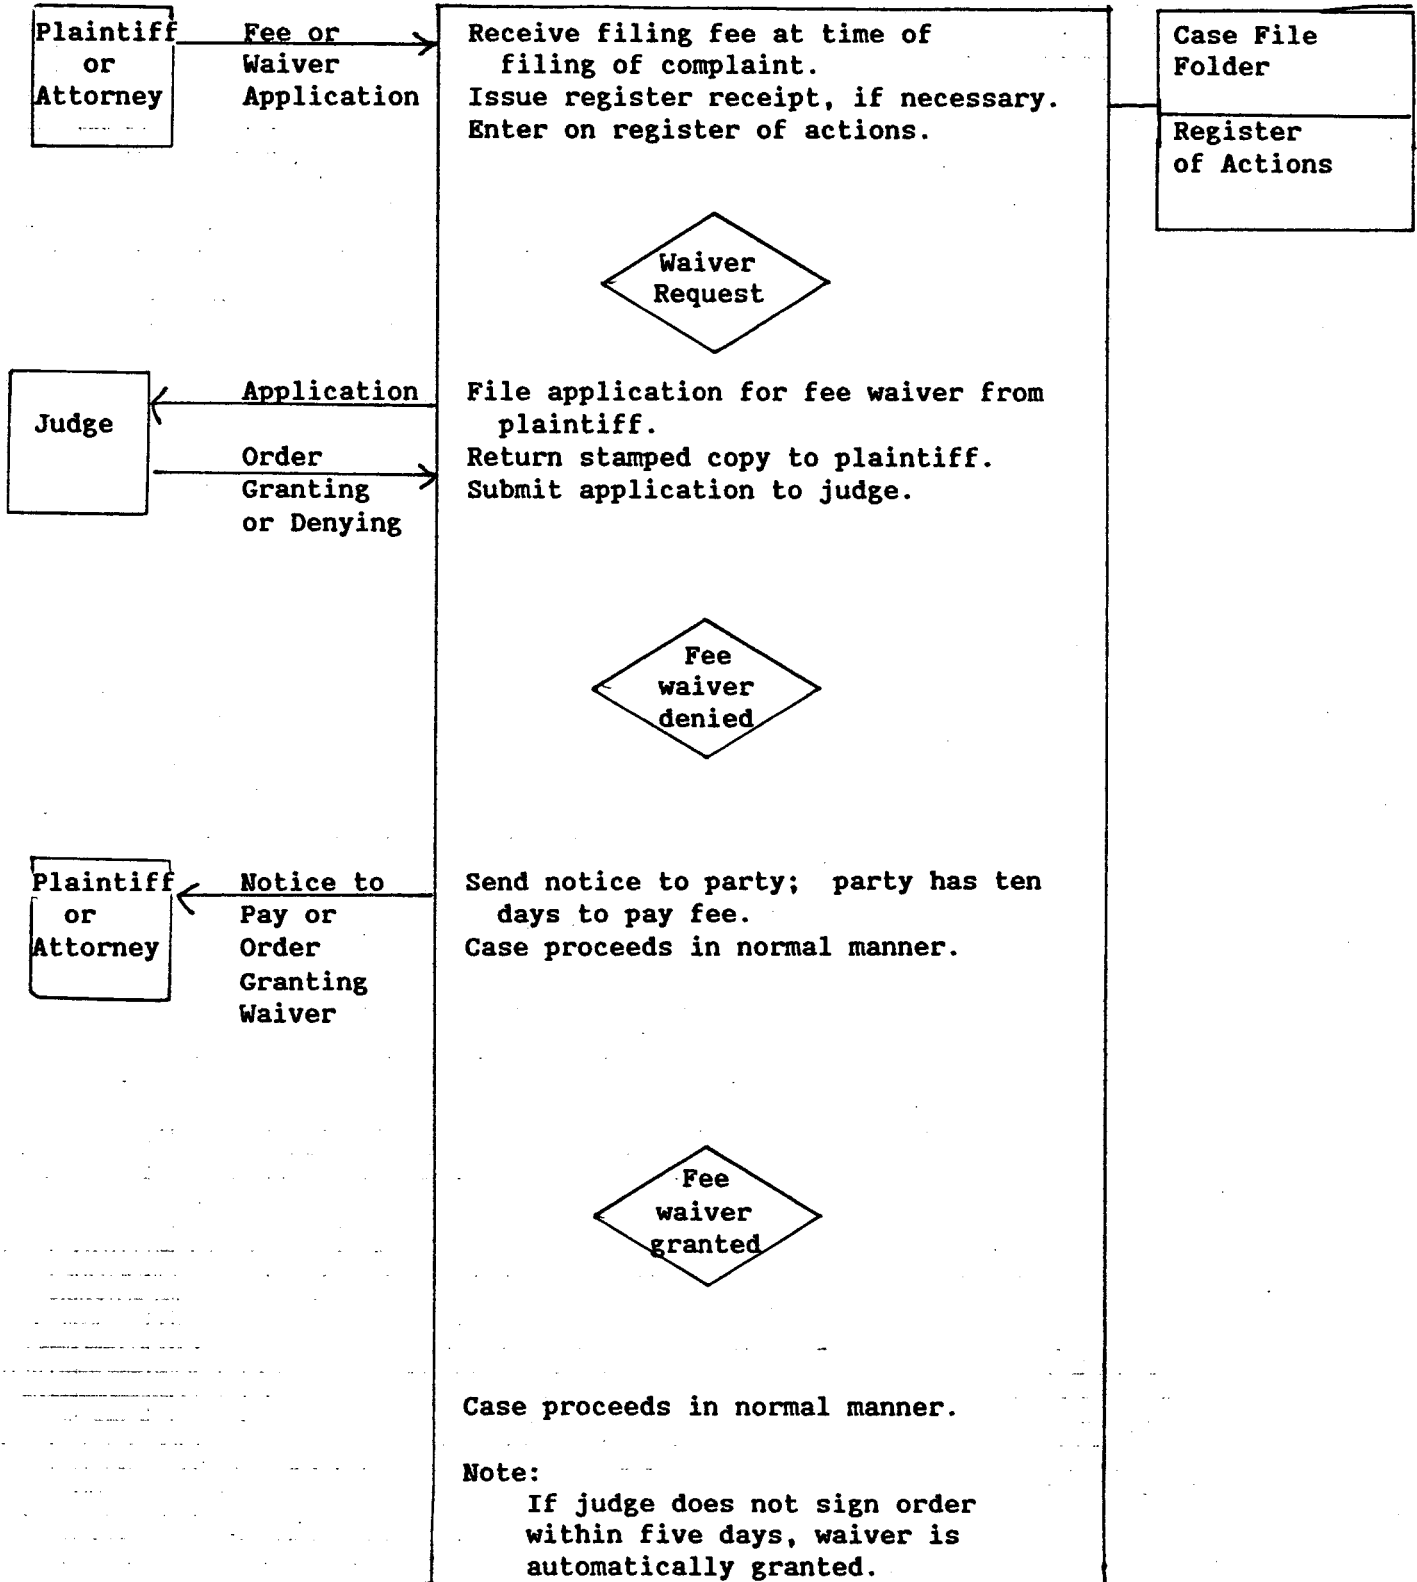 Plaintiff
or
Attorney
Fee or
Waiver
Application
Receive filing fee at time of
filing of complaint.
Issue register receipt, if necessary.
Enter on register of actions.
Case File
Folder
Register
of Actions
Waiver
Request
Judge
Application
Order
Granting
or Denying
File application for fee waiver from
plaintiff.
Return stamped copy to plaintiff.
Submit application to judge.
Fee
waiver
denied
Plaintiff
or
Attorney
Notice to
Pay or
Order
Granting
Waiver
Send notice to party; party has ten
days to pay fee.
Case proceeds in normal manner.
Fee
waiver
granted
Case proceeds in normal manner.
Note:
If judge does not sign order
within five days, waiver is
automatically granted.